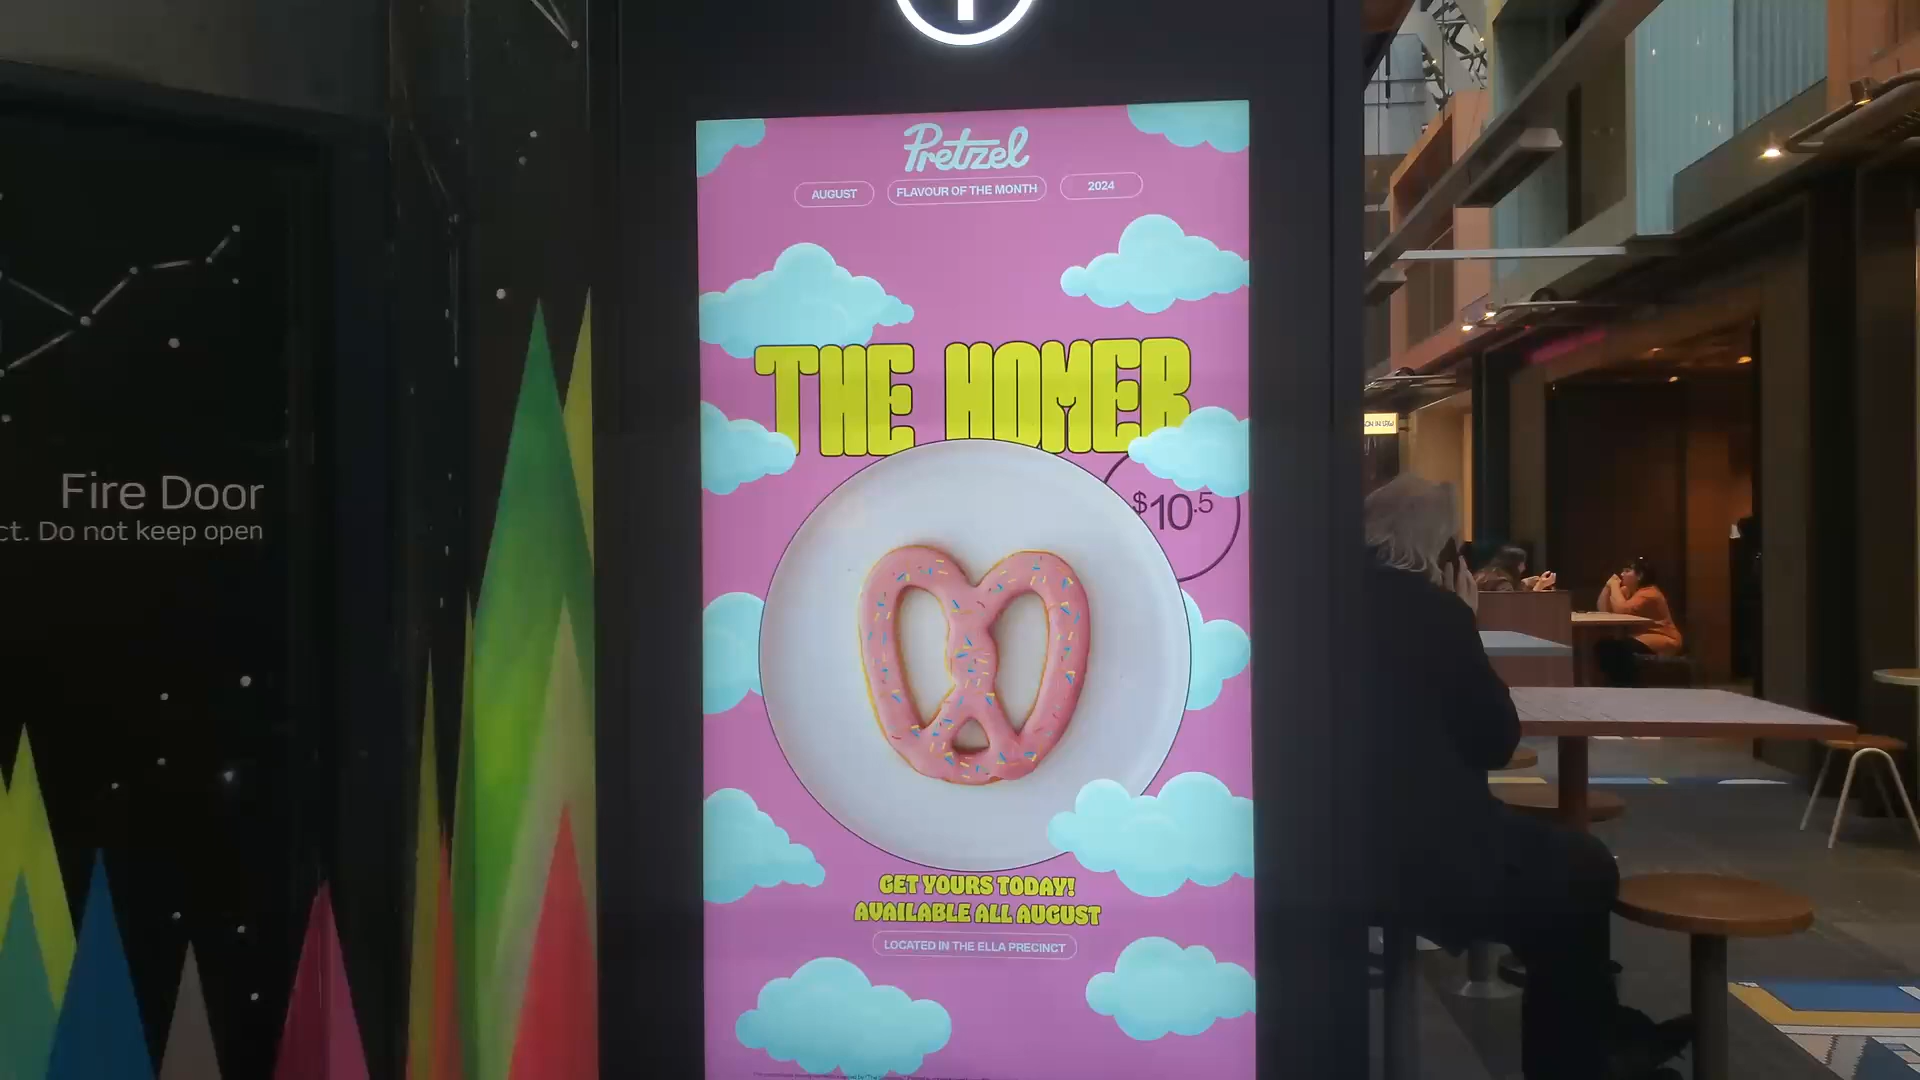 Pretzel
AUGUST
FLAVOUR OF THE MONTH
2024
THE HOMER
$10.5
GET YOURS TODAY!
AVAILABLE ALL AUGUST
LOCATED IN THE ELLA PRECINCT
Fire Door
ct. Do not keep open